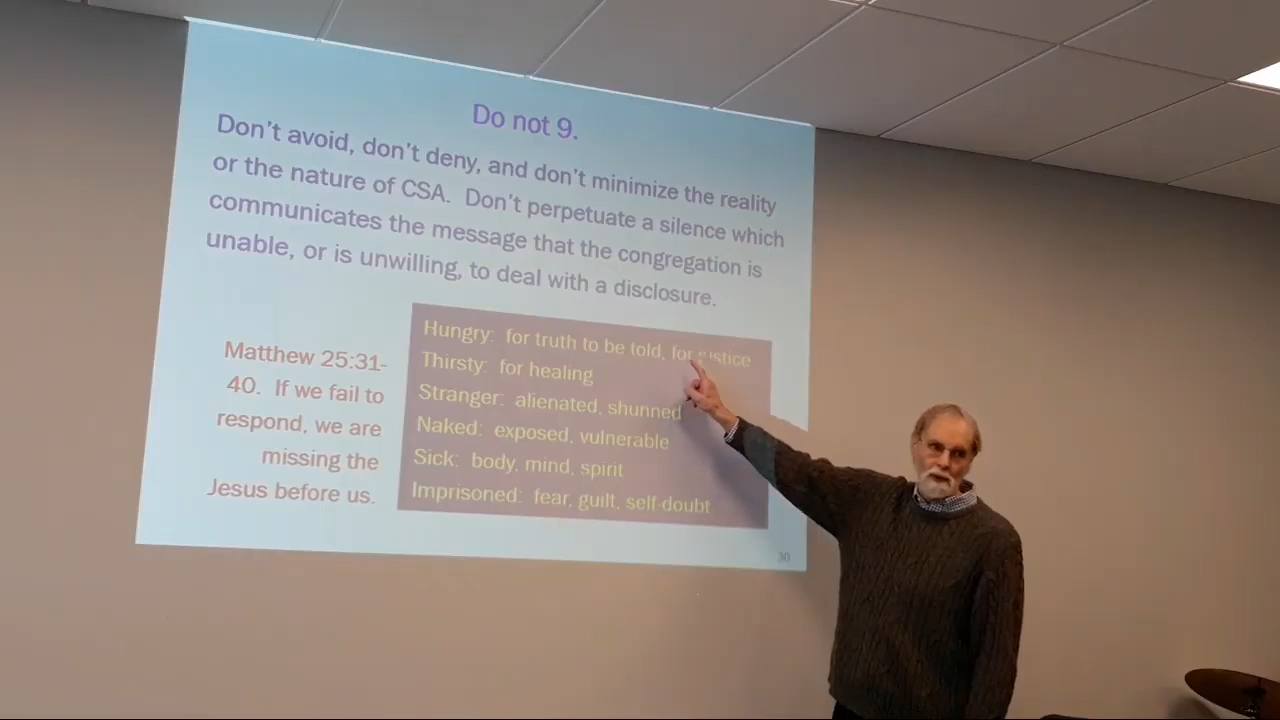 Do not 9.
Don't avoid, don't deny, and don't minimize the reality
or the nature of CSA. Don't perpetuate a silence which
communicates the message that the congregation is
unable, or is unwilling, to deal with a disclosure.
Matthew 25:31-
40. If we fail to
respond, we are
missing the
Jesus before us.
Hungry: for truth to be told, for justice
Thirsty: for healing
Stranger: alienated, shunned
Naked: exposed, vulnerable
Sick: body, mind, spirit
Imprisoned: fear, guilt, self-doubt
30